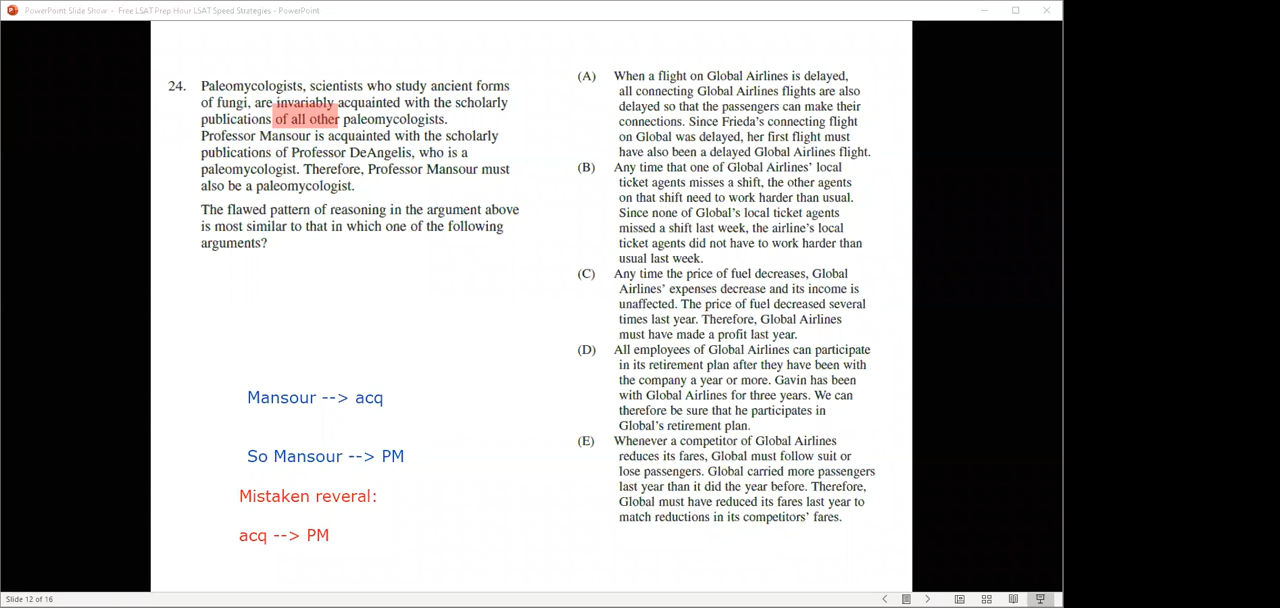 PowerPoint Slide Show - Free LSAT Prep Hour LSAT Speed Strategies - PowerPoint
24. Paleomycologists, scientists who study ancient forms
of fungi, are invariably acquainted with the scholarly
publications of all other paleomycologists.
Professor Mansour is acquainted with the scholarly
publications of Professor DeAngelis, who is a
paleomycologist. Therefore, Professor Mansour must
also be a paleomycologist.
The flawed pattern of reasoning in the argument above
is most similar to that in which one of the following
arguments?
Mansour --> acq
So Mansour --> PM
Mistaken reveral:
acq --> PM
(A) When a flight on Global Airlines is delayed,
all connecting Global Airlines flights are also
delayed so that the passengers can make their
connections. Since Frieda's connecting flight
on Global was delayed, her first flight must
have also been a delayed Global Airlines flight.
(B) Any time that one of Global Airlines' local
ticket agents misses a shift, the other agents
on that shift need to work harder than usual.
Since none of Global's local ticket agents
missed a shift last week, the airline's local
ticket agents did not have to work harder than
usual last week.
(C) Any time the price of fuel decreases, Global
Airlines' expenses decrease and its income is
unaffected. The price of fuel decreased several
times last year. Therefore, Global Airlines
must have made a profit last year.
(D) All employees of Global Airlines can participate
in its retirement plan after they have been with
the company a year or more. Gavin has been
with Global Airlines for three years. We can
therefore be sure that he participates in
Global's retirement plan.
(E) Whenever a competitor of Global Airlines
reduces its fares, Global must follow suit or
lose passengers. Global carried more passengers
last year than it did the year before. Therefore,
Global must have reduced its fares last year to
match reductions in its competitors' fares.
Slide 12 of 16